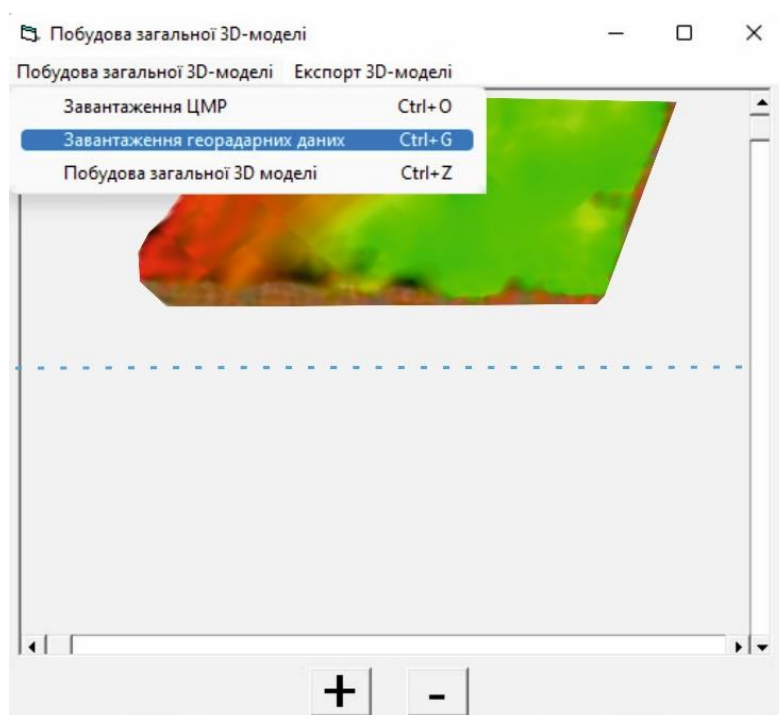 Побудова загальної 3D-моделі
Побудова загальної 3D-моделі Експорт 3D-моделі
Завантаження ЦМР Ctrl+O
Завантаження георадарних даних Ctrl+G
Побудова загальної 3D моделі Ctrl+Z
+ -